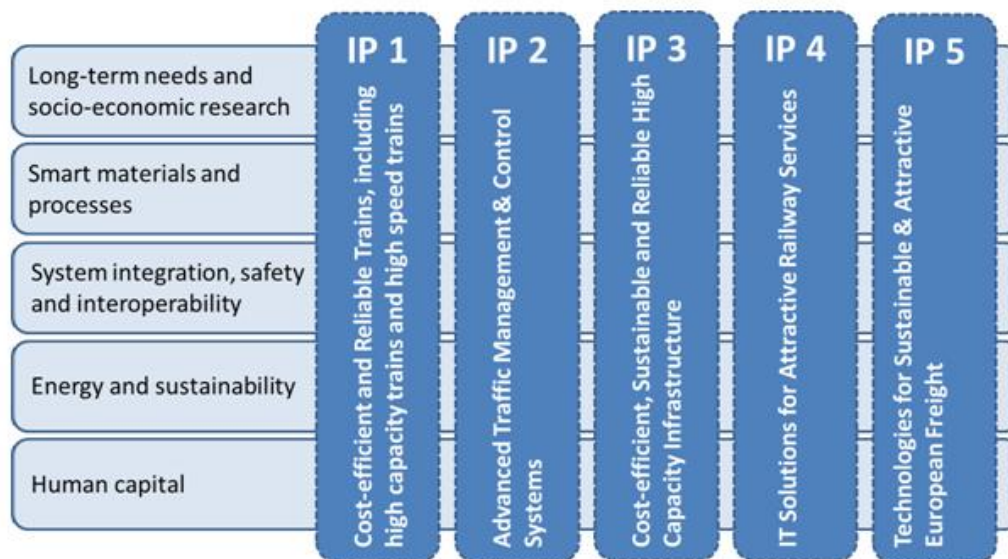 Long-term needs and
socio-economic research
Smart materials and
processes
System integration, safety
and interoperability
Energy and sustainability
Human capital
IP 1
Cost-efficient and Reliable Trains, including
high capacity trains and high speed trains
IP 2
Advanced Traffic Management & Control
Systems
IP 3
Cost-efficient, Sustainable and Reliable High
Capacity Infrastructure
IP 4
IT Solutions for Attractive Railway Services
IP 5
Technologies for Sustainable & Attractive
European Freight